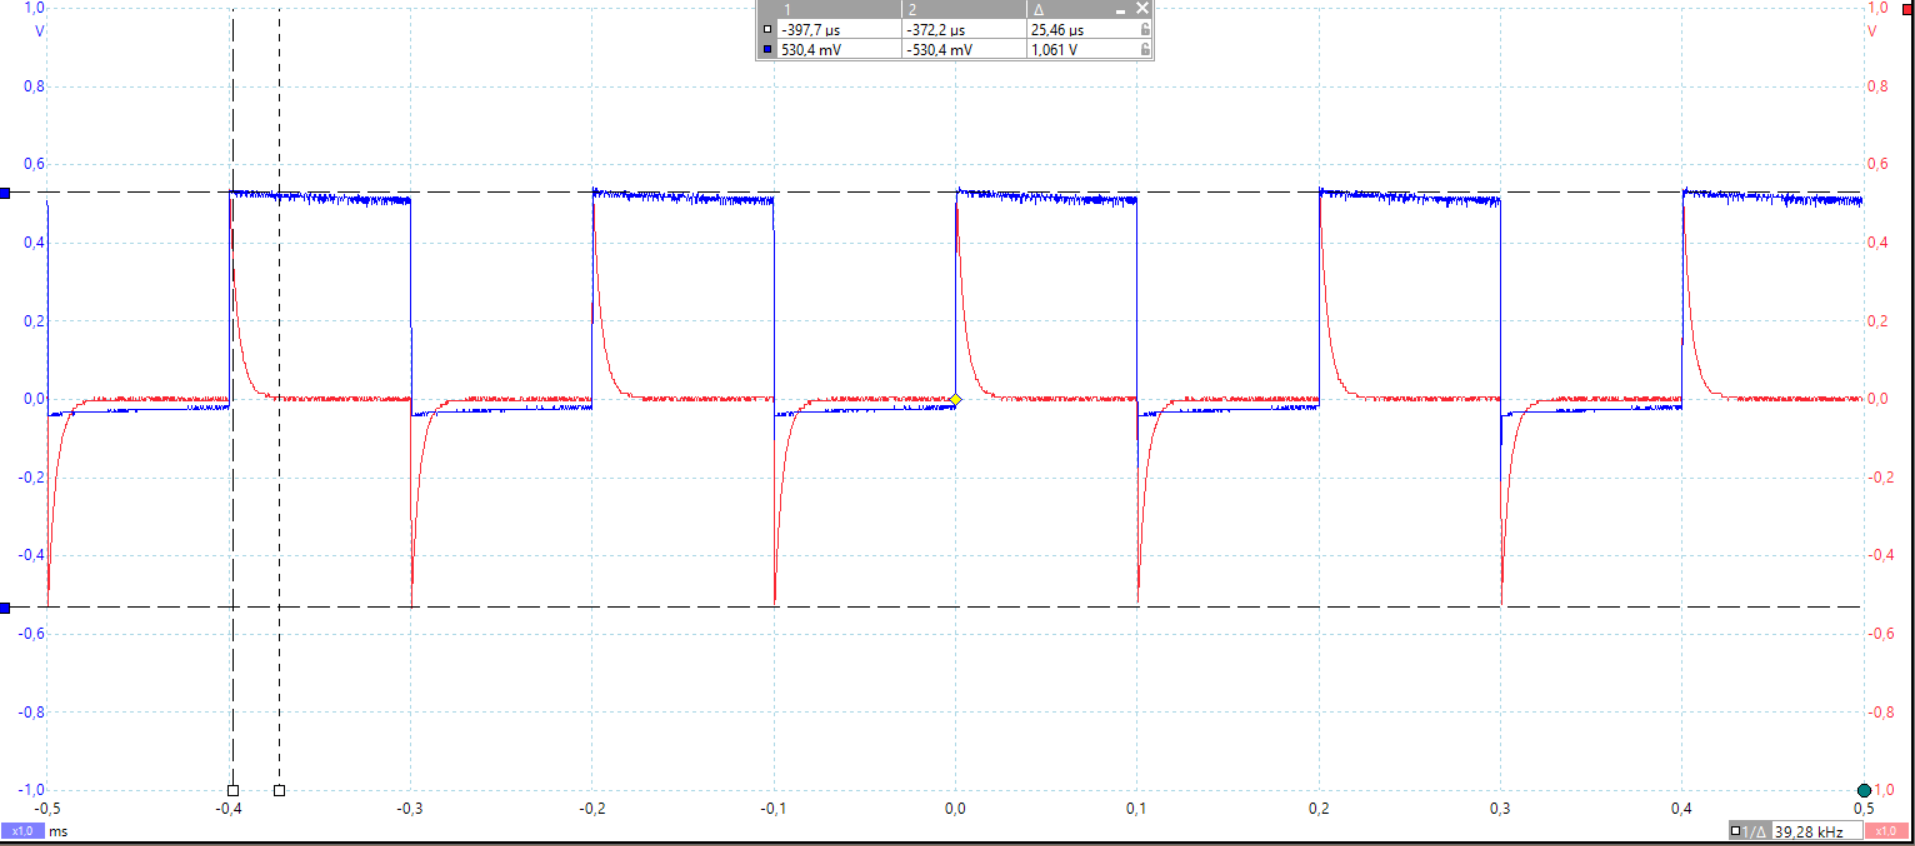 1 2 Δ
-397,7 µs -372,2 µs 25,46 µs
530,4 mV -530,4 mV 1,061 V
1,0 1,0
V V
0,8 0,8
0,6 0,6
0,4 0,4
0,2 0,2
0,0 0,0
-0,2 -0,2
-0,4 -0,4
-0,6 -0,6
-0,8 -0,8
-1,0 -1,0
-0,5 -0,4 -0,3 -0,2 -0,1 0,0 0,1 0,2 0,3 0,4 0,5
x1,0 ms 1/Δ 39,28 kHz x1,0